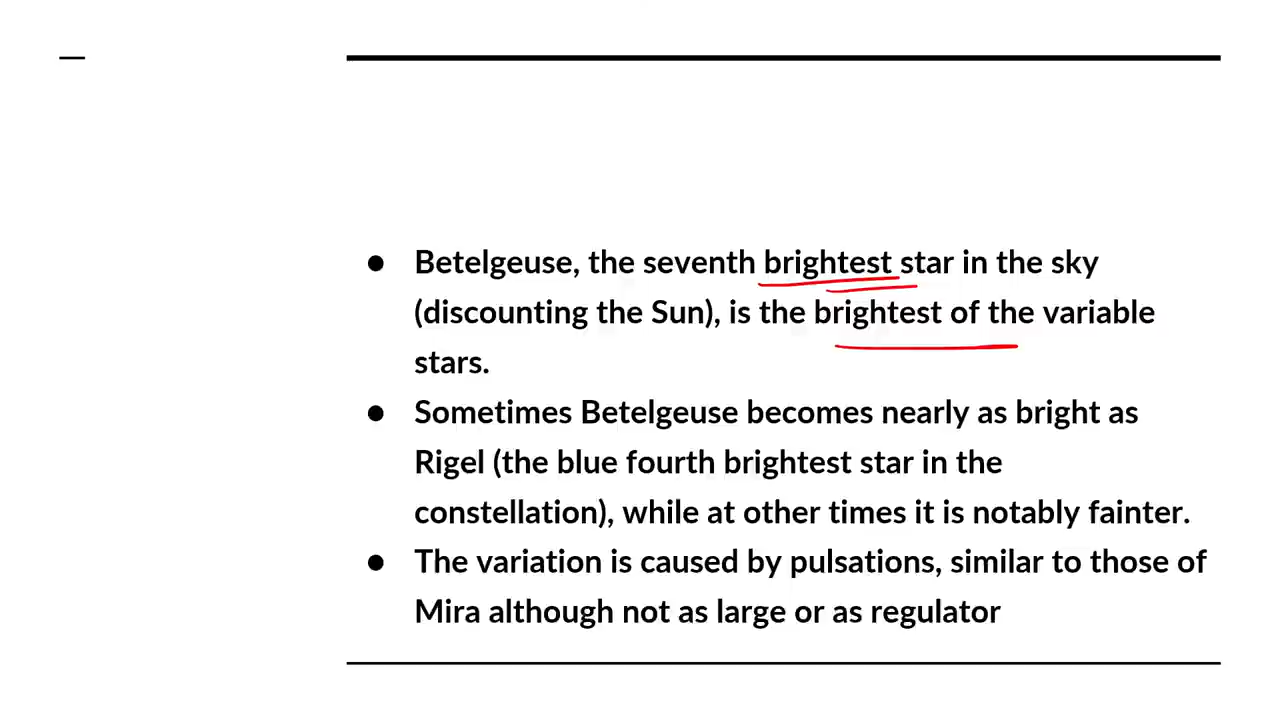 ● Betelgeuse, the seventh brightest star in the sky
(discounting the Sun), is the brightest of the variable
stars.
● Sometimes Betelgeuse becomes nearly as bright as
Rigel (the blue fourth brightest star in the
constellation), while at other times it is notably fainter.
● The variation is caused by pulsations, similar to those of
Mira although not as large or as regulator